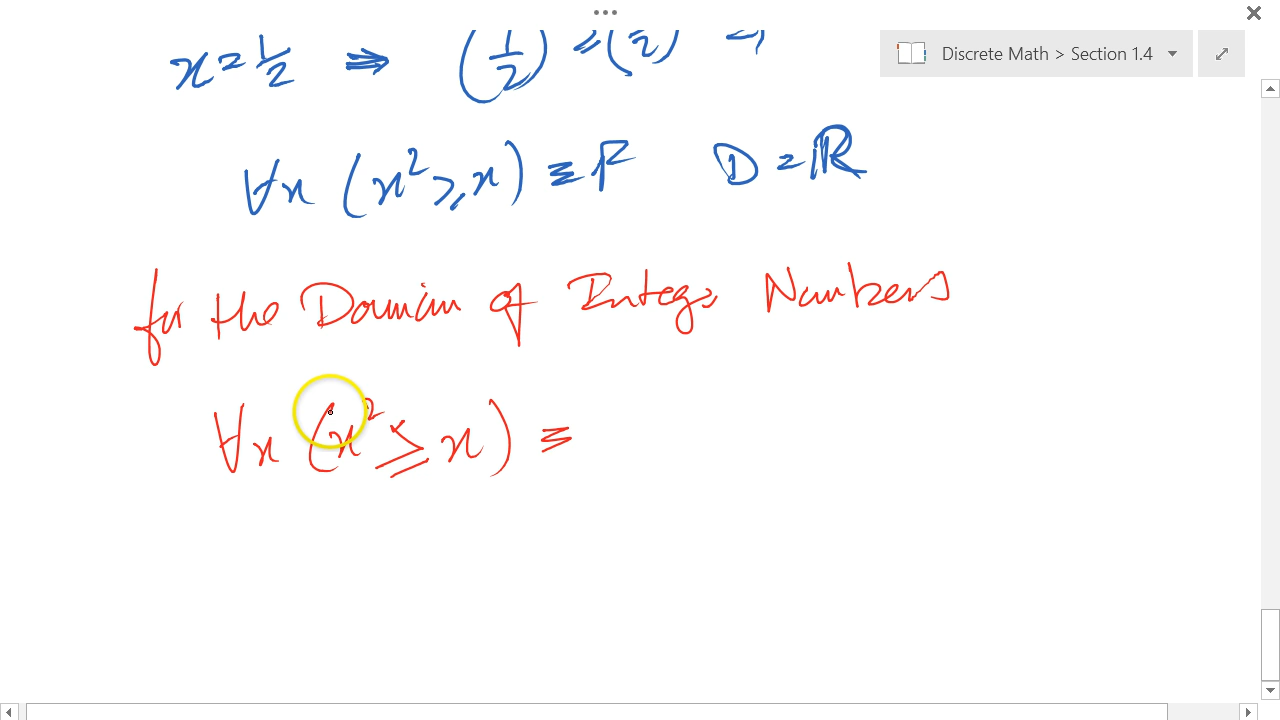 Discrete Math > Section 1.4
x = 1/2 ⇒ (1/2) ≥ (1/2)
∀x (x² ≥ x) ≡ F D = ℝ
for the Domain of Integer Numbers
∀x (x² ≥ x) ≡